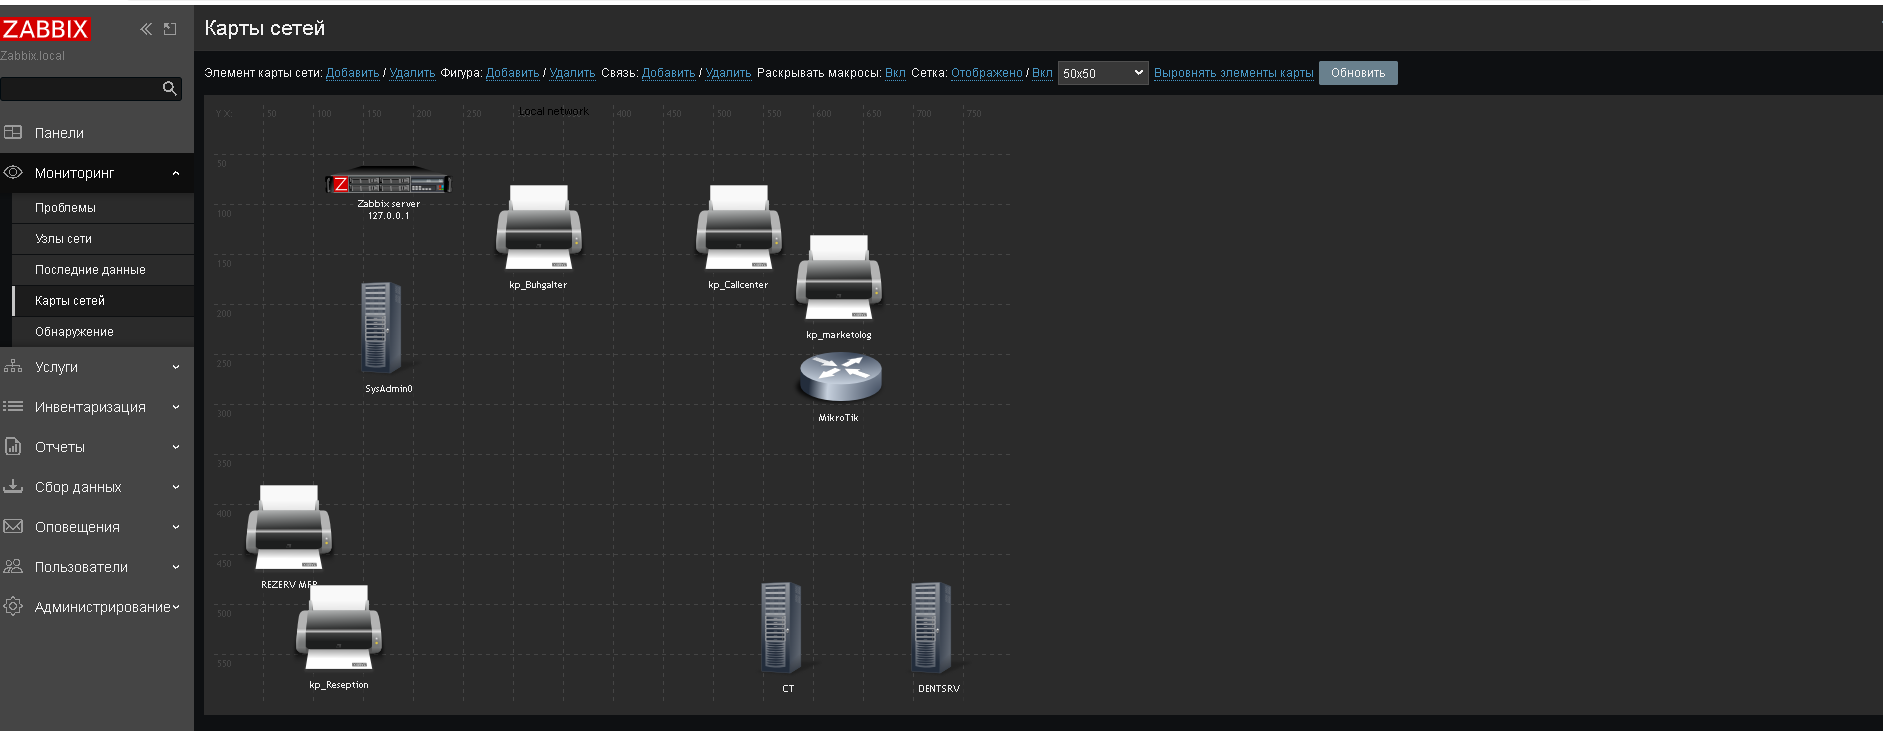 ZABBIX
Zabbix.local
Панели
Мониторинг
Проблемы
Узлы сети
Последние данные
Карты сетей
Обнаружение
Услуги
Инвентаризация
Отчеты
Сбор данных
Оповещения
Пользователи
Администрирование
Карты сетей
Элемент карты сети: Добавить / Удалить Фигура: Добавить / Удалить Связь: Добавить / Удалить Раскрывать макросы: Вкл Сетка: Отображено / Вкл 50x50 Выровнять элементы карты Обновить
Y X: 50 100 150 200 250 Local network 400 450 500 550 600 650 700 750
50
Z
Zabbix server
127.0.0.1
100
150
kp_Buhgalter
kp_Callcenter
200
kp_marketolog
250
SysAdmin0
300
MikroTik
350
400
450
REZERV MFP
500
550
kp_Reseption
CT
DENTSRV